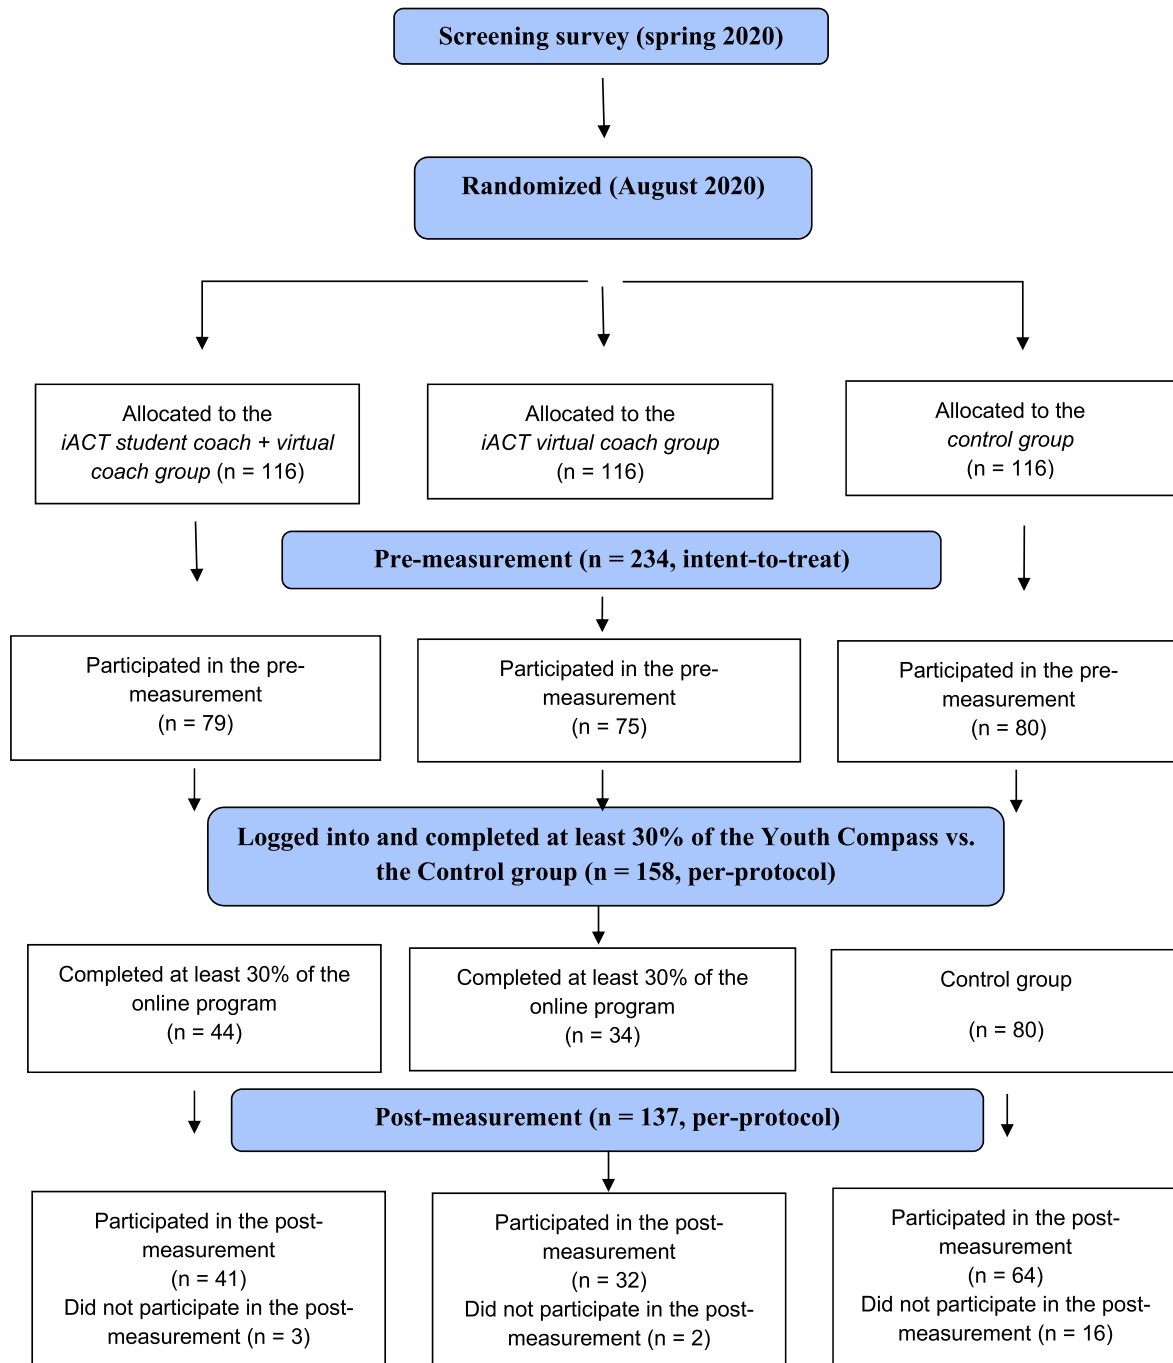 Screening survey (spring 2020)
Randomized (August 2020)
Allocated to the
iACT student coach + virtual
coach group (n = 116)
Allocated to the
iACT virtual coach group
(n = 116)
Allocated to the
control group
(n = 116)
Pre-measurement (n = 234, intent-to-treat)
Participated in the pre-
measurement
(n = 79)
Participated in the pre-
measurement
(n = 75)
Participated in the pre-
measurement
(n = 80)
Logged into and completed at least 30% of the Youth Compass vs.
the Control group (n = 158, per-protocol)
Completed at least 30% of the
online program
(n = 44)
Completed at least 30% of the
online program
(n = 34)
Control group
(n = 80)
Post-measurement (n = 137, per-protocol)
Participated in the post-
measurement
(n = 41)
Did not participate in the post-
measurement (n = 3)
Participated in the post-
measurement
(n = 32)
Did not participate in the post-
measurement (n = 2)
Participated in the post-
measurement
(n = 64)
Did not participate in the post-
measurement (n = 16)